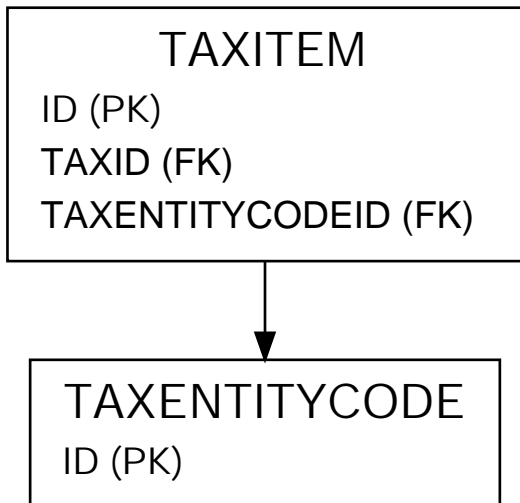 TAXITEM
ID (PK)
TAXID (FK)
TAXENTITYCODEID (FK)
TAXENTITYCODE
ID (PK)